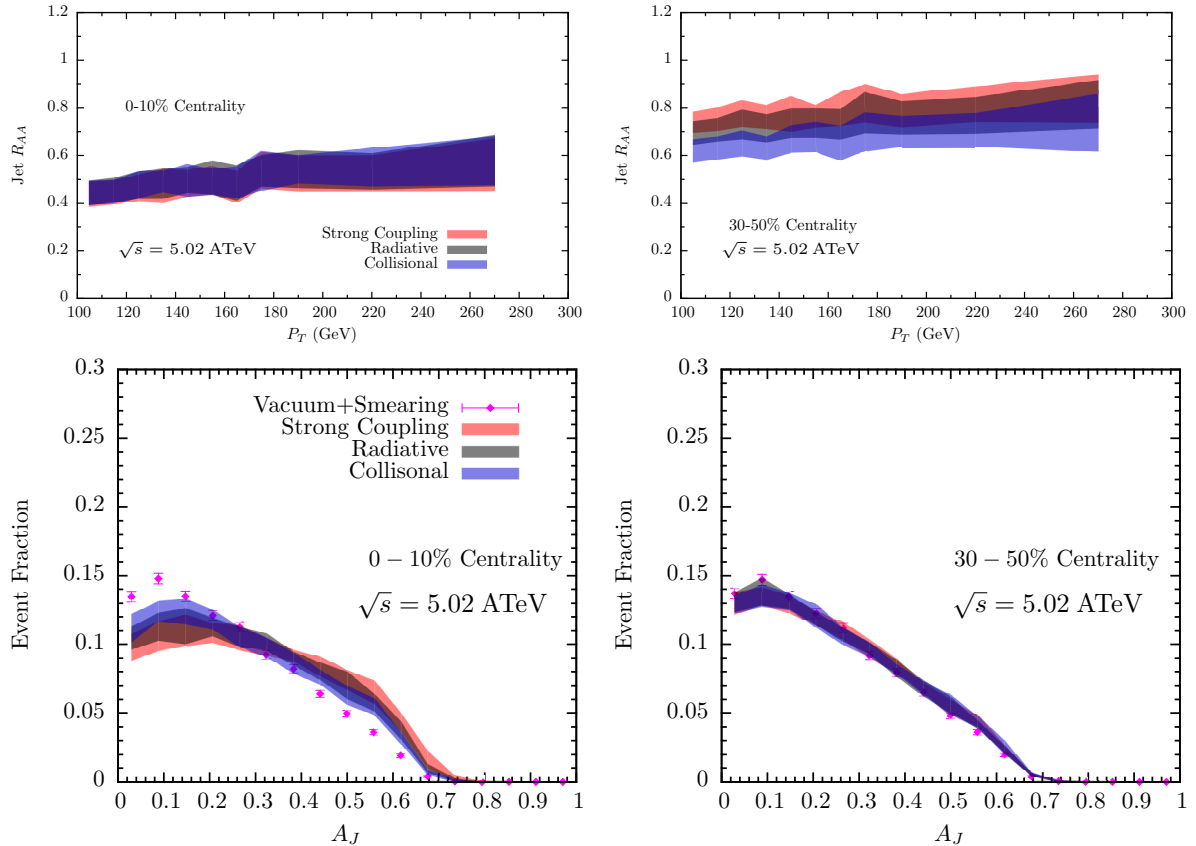 1.2
1
0.8
0.6
0.4
0.2
0
Jet R_AA
0-10% Centrality
√s = 5.02 ATeV
Strong Coupling
Radiative
Collisional
100 120 140 160 180 200 220 240 260 280 300
P_T (GeV)
1.2
1
0.8
0.6
0.4
0.2
0
Jet R_AA
30-50% Centrality
√s = 5.02 ATeV
100 120 140 160 180 200 220 240 260 280 300
P_T (GeV)
0.3
0.25
0.2
0.15
0.1
0.05
0
Event Fraction
Vacuum+Smearing
Strong Coupling
Radiative
Collisonal
0 − 10% Centrality
√s = 5.02 ATeV
0 0.1 0.2 0.3 0.4 0.5 0.6 0.7 0.8 0.9 1
A_J
0.3
0.25
0.2
0.15
0.1
0.05
0
Event Fraction
30 − 50% Centrality
√s = 5.02 ATeV
0 0.1 0.2 0.3 0.4 0.5 0.6 0.7 0.8 0.9 1
A_J